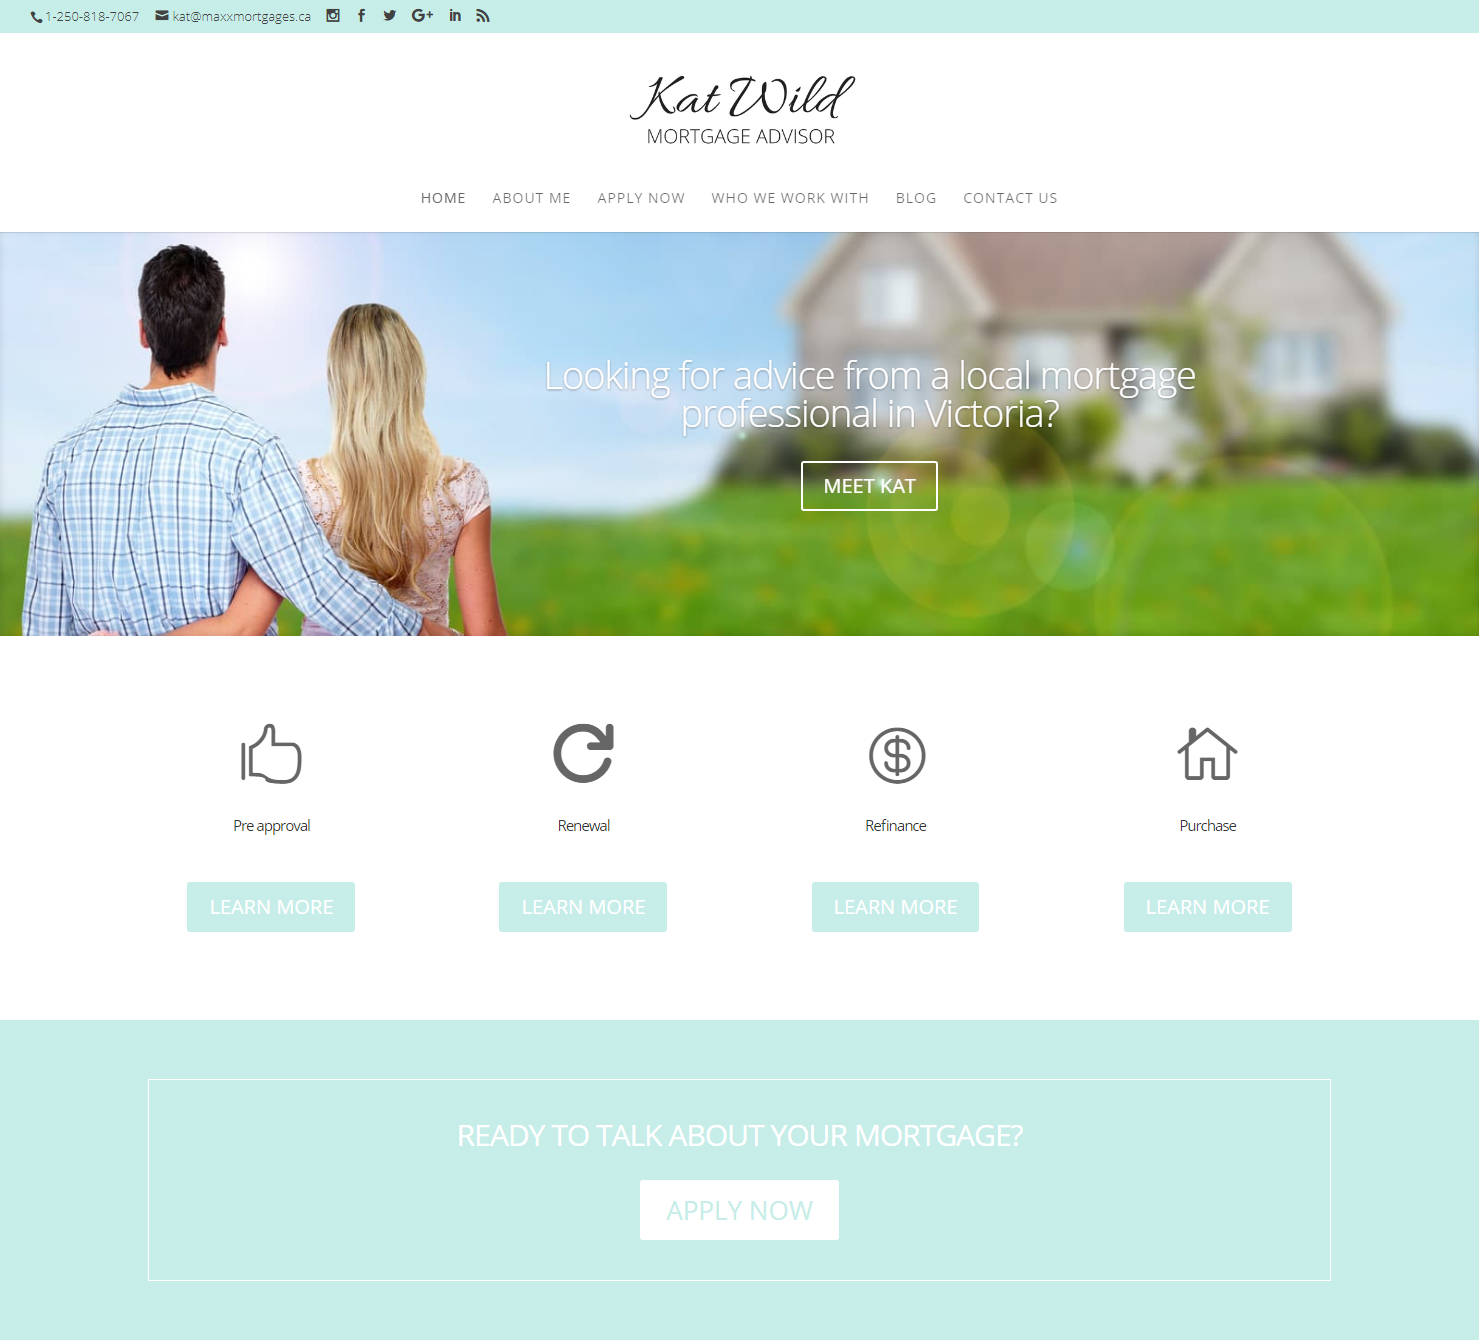 1-250-818-7067 kat@maxxmortgages.ca
Kat Wild
MORTGAGE ADVISOR
HOME ABOUT ME APPLY NOW WHO WE WORK WITH BLOG CONTACT US
Looking for advice from a local mortgage
professional in Victoria?
MEET KAT
Pre approval Renewal Refinance Purchase
LEARN MORE LEARN MORE LEARN MORE LEARN MORE
READY TO TALK ABOUT YOUR MORTGAGE?
APPLY NOW